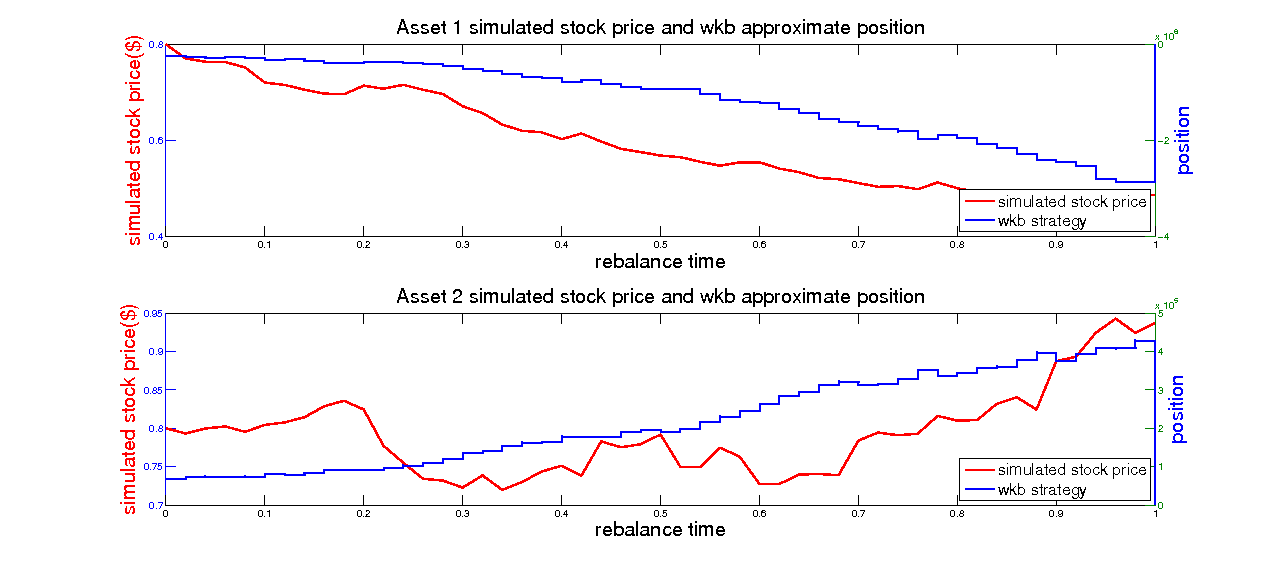 Asset 1 simulated stock price and wkb approximate position
simulated stock price($)
0.8
0.6
0.4
0 0.1 0.2 0.3 0.4 0.5 0.6 0.7 0.8 0.9 1
rebalance time
0
-2
-4
position
simulated stock price
wkb strategy
Asset 2 simulated stock price and wkb approximate position
simulated stock price($)
0.95
0.9
0.85
0.8
0.75
0.7
0 0.1 0.2 0.3 0.4 0.5 0.6 0.7 0.8 0.9 1
rebalance time
5
4
3
2
1
0
position
simulated stock price
wkb strategy